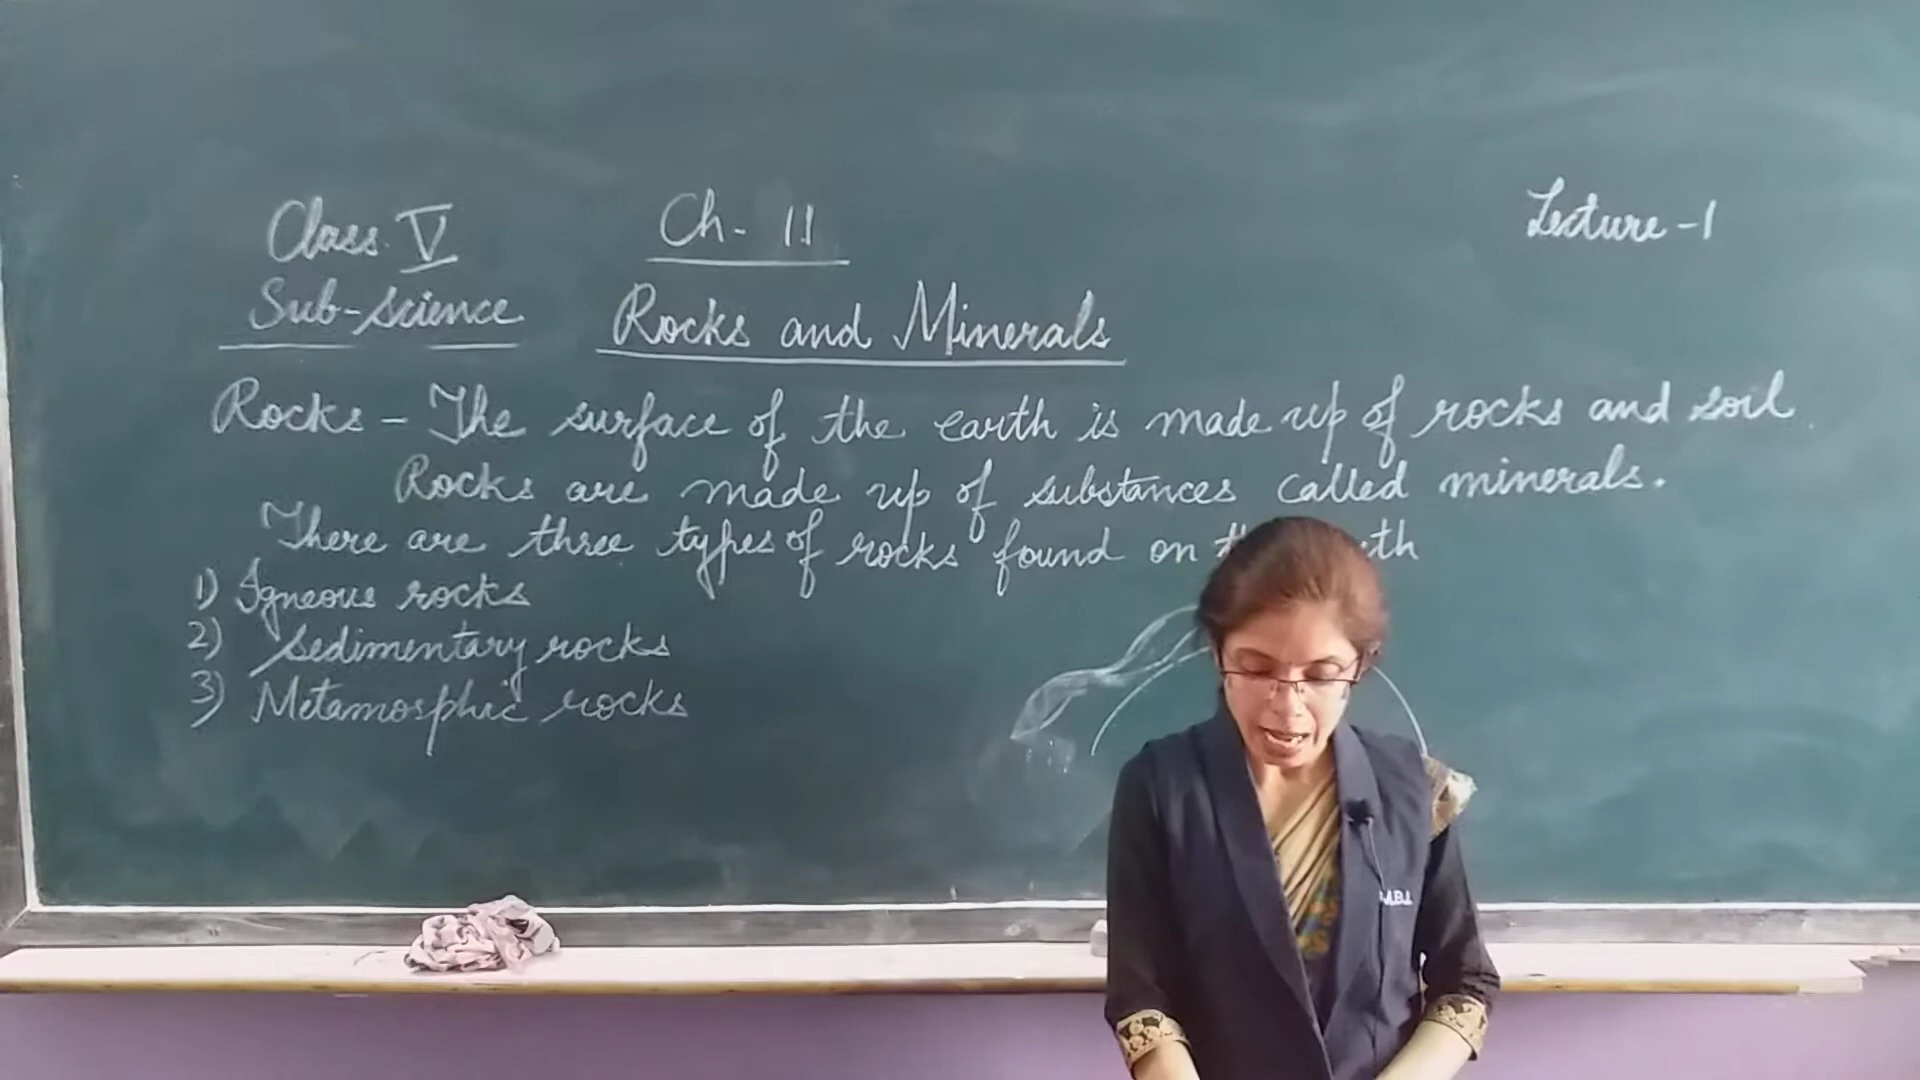 Class V Ch- 11 Lecture-1
Sub-science Rocks and Minerals
Rocks - The surface of the earth is made up of rocks and soil.
Rocks are made up of substances called minerals.
There are three types of rocks found on
1) Igneous rocks
2) Sedimentary rocks
3) Metamorphic rocks